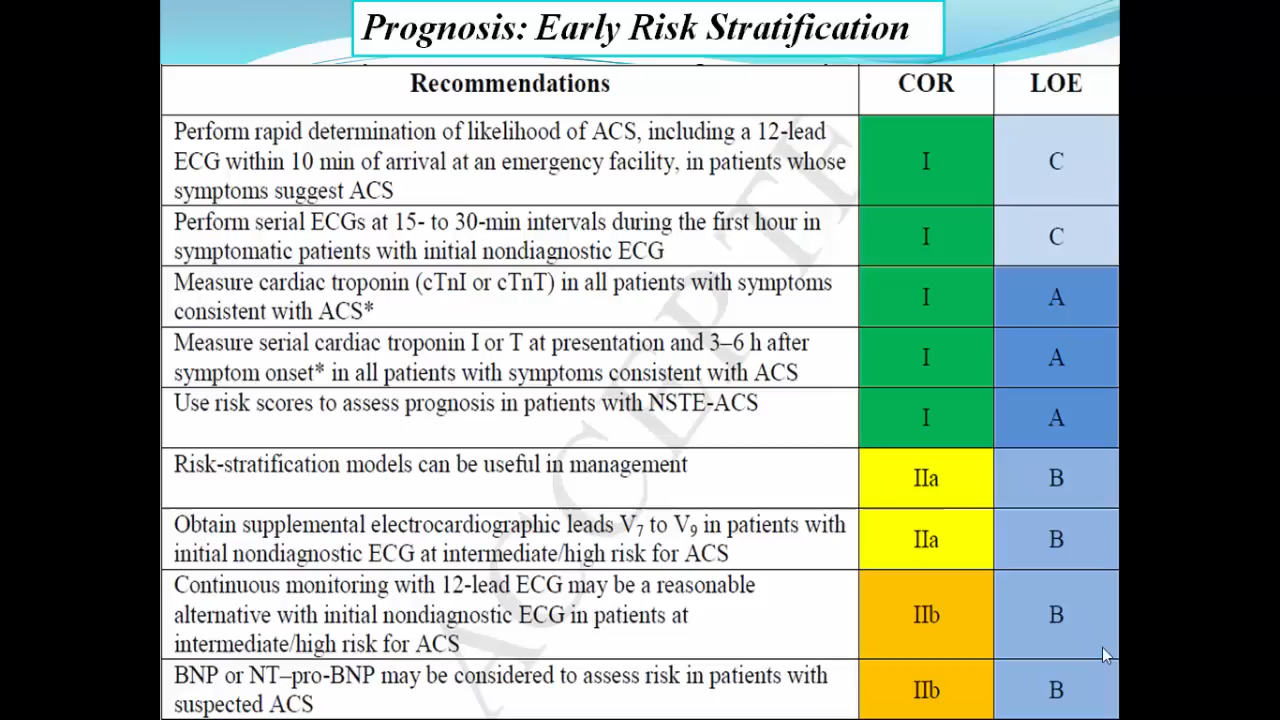 Prognosis: Early Risk Stratification
Recommendations COR LOE
Perform rapid determination of likelihood of ACS, including a 12-lead
ECG within 10 min of arrival at an emergency facility, in patients whose
symptoms suggest ACS
I C
Perform serial ECGs at 15- to 30-min intervals during the first hour in
symptomatic patients with initial nondiagnostic ECG
I C
Measure cardiac troponin (cTnI or cTnT) in all patients with symptoms
consistent with ACS*
I A
Measure serial cardiac troponin I or T at presentation and 3–6 h after
symptom onset* in all patients with symptoms consistent with ACS
I A
Use risk scores to assess prognosis in patients with NSTE-ACS
I A
Risk-stratification models can be useful in management
IIa B
Obtain supplemental electrocardiographic leads V7 to V9 in patients with
initial nondiagnostic ECG at intermediate/high risk for ACS
IIa B
Continuous monitoring with 12-lead ECG may be a reasonable
alternative with initial nondiagnostic ECG in patients at
intermediate/high risk for ACS
IIb B
BNP or NT–pro-BNP may be considered to assess risk in patients with
suspected ACS
IIb B
ACCEPTE